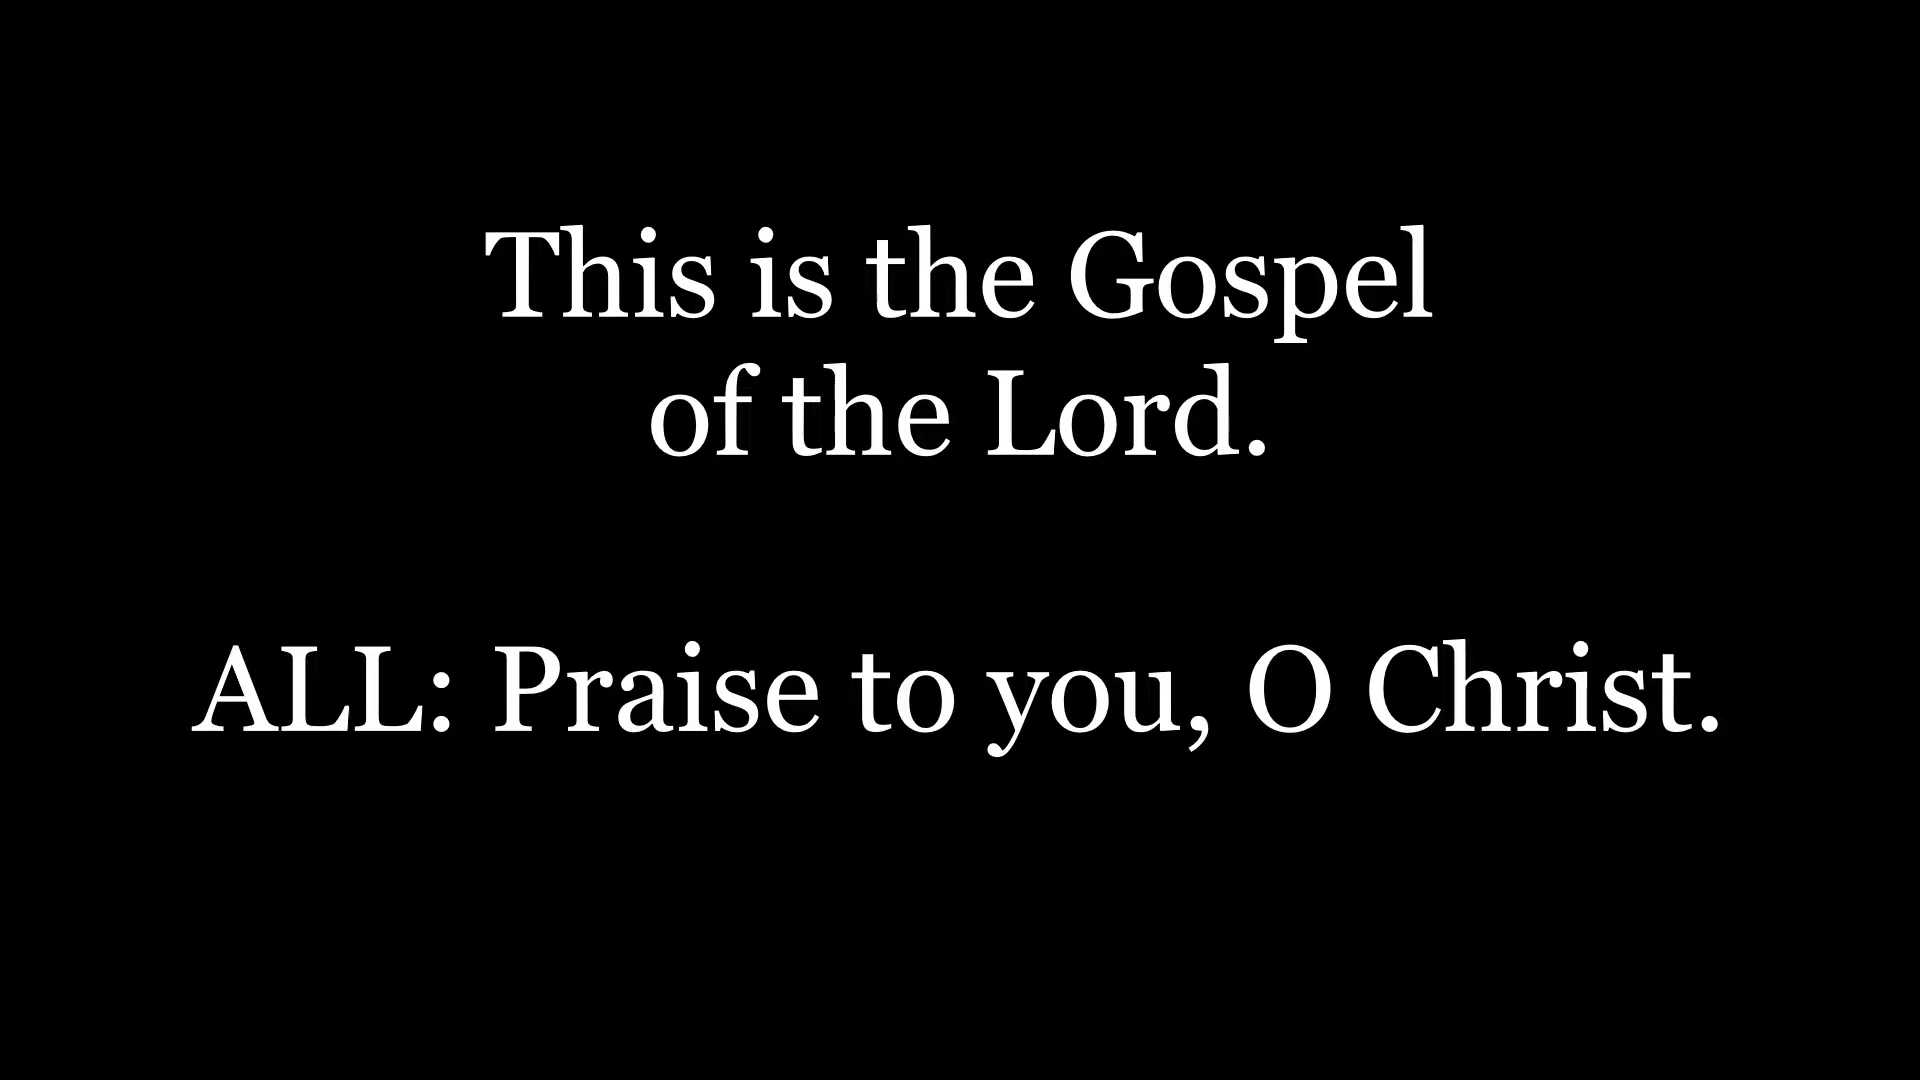 This is the Gospel
of the Lord.
ALL: Praise to you, O Christ.